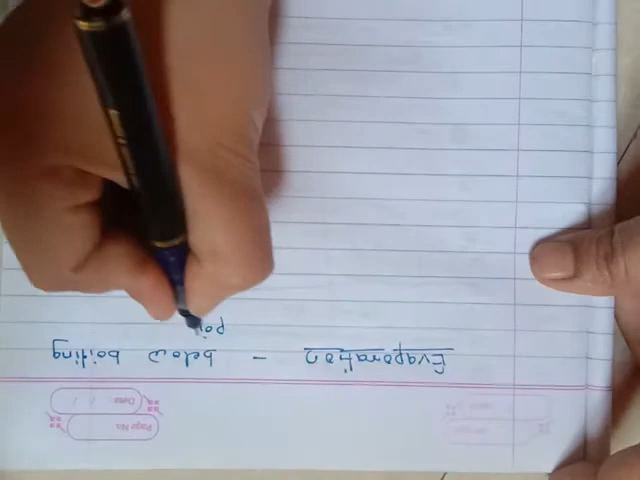 Page No.
Date / /
Evaporation - below boiling
poi